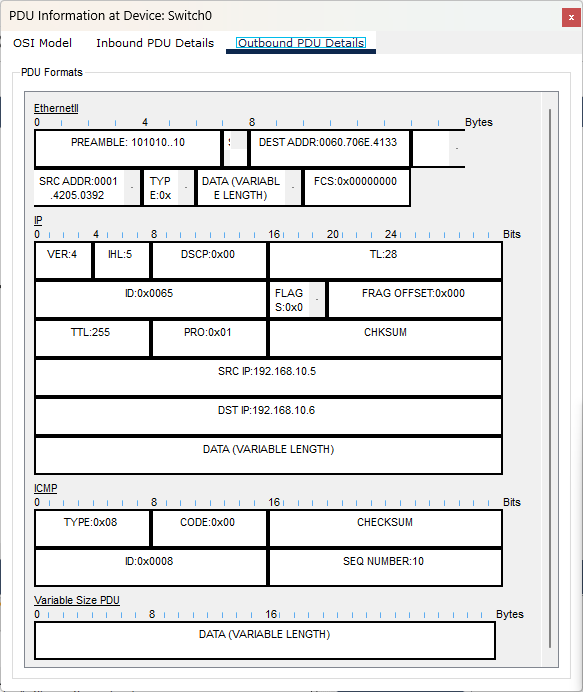 PDU Information at Device: Switch0
x
OSI Model Inbound PDU Details Outbound PDU Details
PDU Formats
EthernetII
0 4 8 Bytes
PREAMBLE: 101010..10 DEST ADDR:0060.706E.4133
SRC ADDR:0001 TYP DATA (VARIABL FCS:0x00000000
.4205.0392 E:0x E LENGTH)
IP
0 4 8 16 20 24 Bits
VER:4 IHL:5 DSCP:0x00 TL:28
ID:0x0065 FLAG FRAG OFFSET:0x000
S:0x0
TTL:255 PRO:0x01 CHKSUM
SRC IP:192.168.10.5
DST IP:192.168.10.6
DATA (VARIABLE LENGTH)
ICMP
0 8 16 Bits
TYPE:0x08 CODE:0x00 CHECKSUM
ID:0x0008 SEQ NUMBER:10
Variable Size PDU
0 8 16 Bytes
DATA (VARIABLE LENGTH)